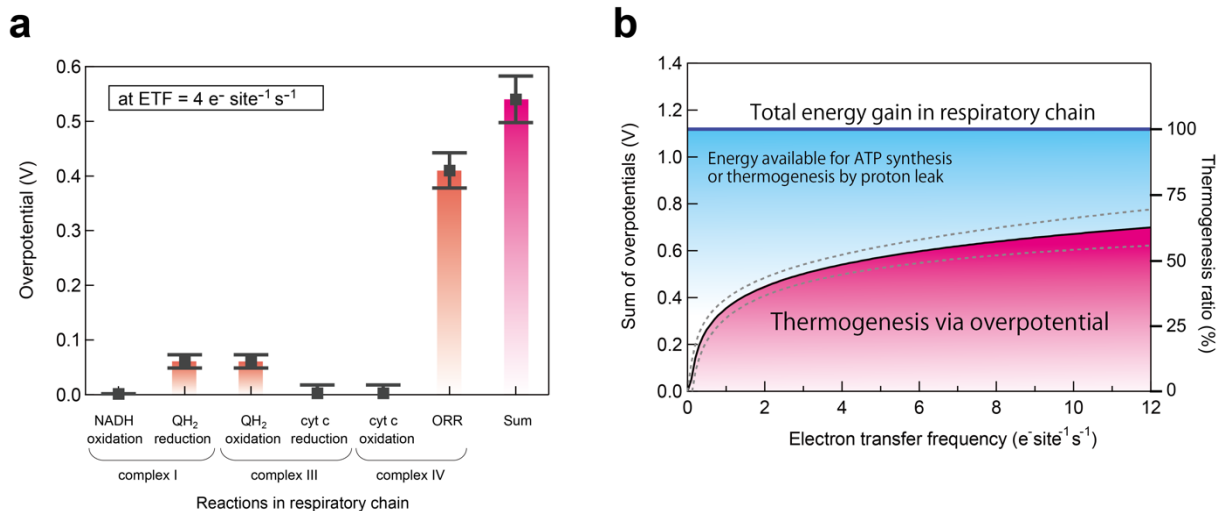 a
0.6
0.5
0.4
0.3
0.2
0.1
0.0
Overpotential (V)
at ETF = 4 e⁻ site⁻¹ s⁻¹
NADH oxidation
QH₂ reduction
QH₂ oxidation
cyt c reduction
cyt c oxidation
ORR
Sum
complex I
complex III
complex IV
Reactions in respiratory chain
b
1.4
1.2
1.0
0.8
0.6
0.4
0.2
0.0
Sum of overpotentials (V)
Total energy gain in respiratory chain
Energy available for ATP synthesis
or thermogenesis by proton leak
Thermogenesis via overpotential
100
75
50
25
0
Thermogenesis ratio (%)
0
2
4
6
8
10
12
Electron transfer frequency (e⁻site⁻¹s⁻¹)